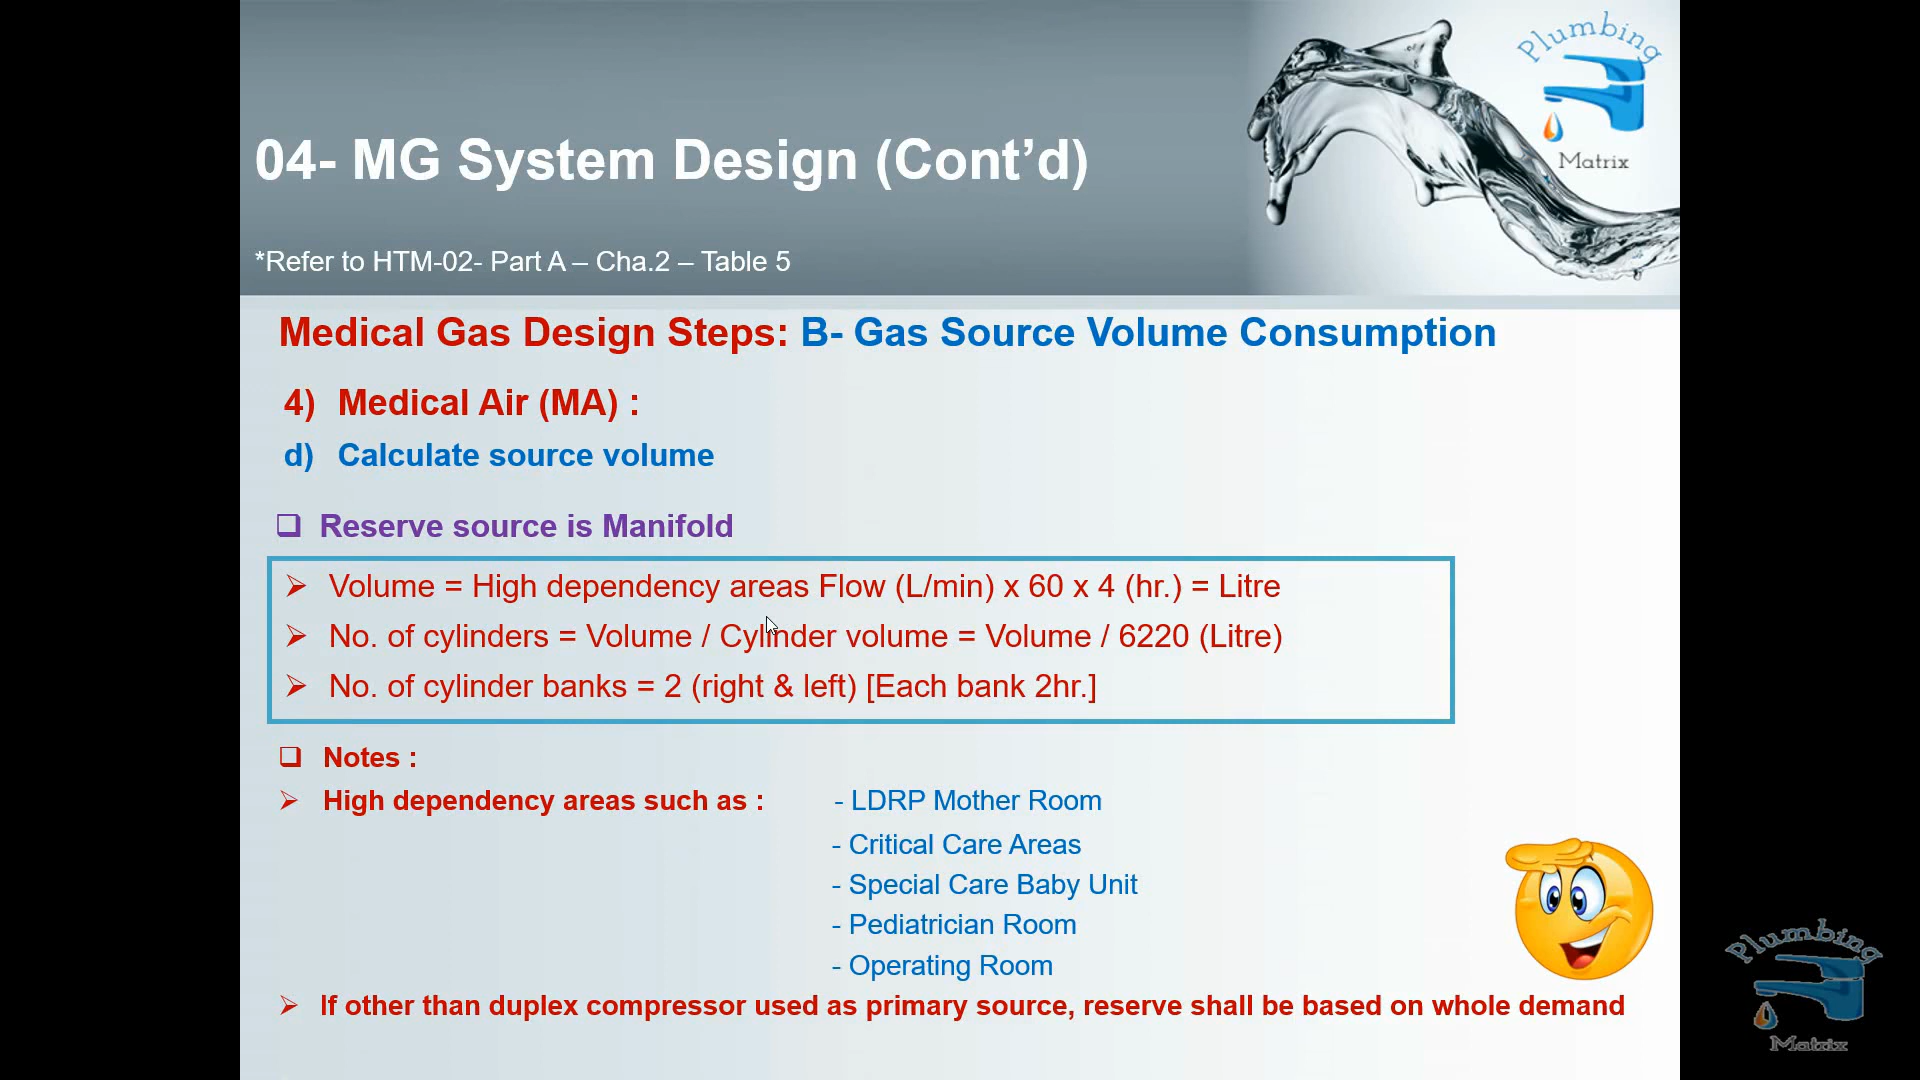 Plumbing
Matrix
04- MG System Design (Cont’d)
*Refer to HTM-02- Part A – Cha.2 – Table 5
Medical Gas Design Steps: B- Gas Source Volume Consumption
4) Medical Air (MA) :
d) Calculate source volume
❑ Reserve source is Manifold
➢ Volume = High dependency areas Flow (L/min) x 60 x 4 (hr.) = Litre
➢ No. of cylinders = Volume / Cylinder volume = Volume / 6220 (Litre)
➢ No. of cylinder banks = 2 (right & left) [Each bank 2hr.]
❑ Notes :
➢ High dependency areas such as : - LDRP Mother Room
- Critical Care Areas
- Special Care Baby Unit
- Pediatrician Room
- Operating Room
➢ If other than duplex compressor used as primary source, reserve shall be based on whole demand
Plumbing
Matrix